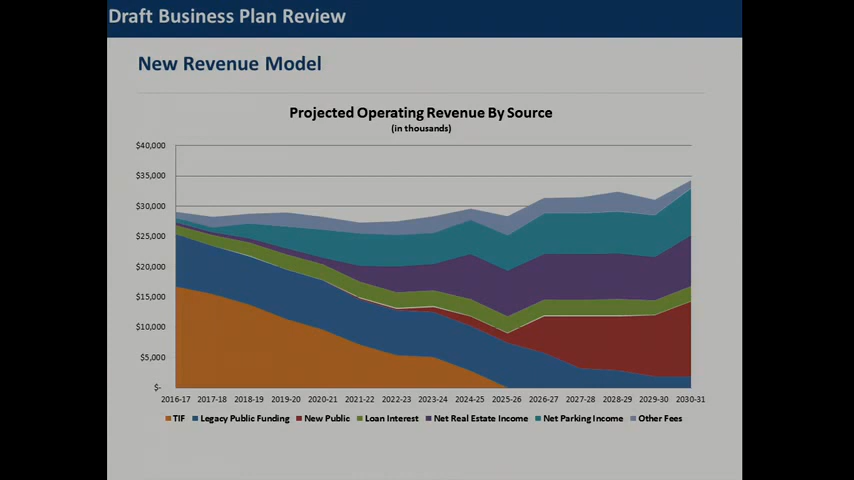 Draft Business Plan Review
New Revenue Model
Projected Operating Revenue By Source
(in thousands)
$40,000
$35,000
$30,000
$25,000
$20,000
$15,000
$10,000
$5,000
$-
2016-17 2017-18 2018-19 2019-20 2020-21 2021-22 2022-23 2023-24 2024-25 2025-26 2026-27 2027-28 2028-29 2029-30 2030-31
TIF Legacy Public Funding New Public Loan Interest Net Real Estate Income Net Parking Income Other Fees